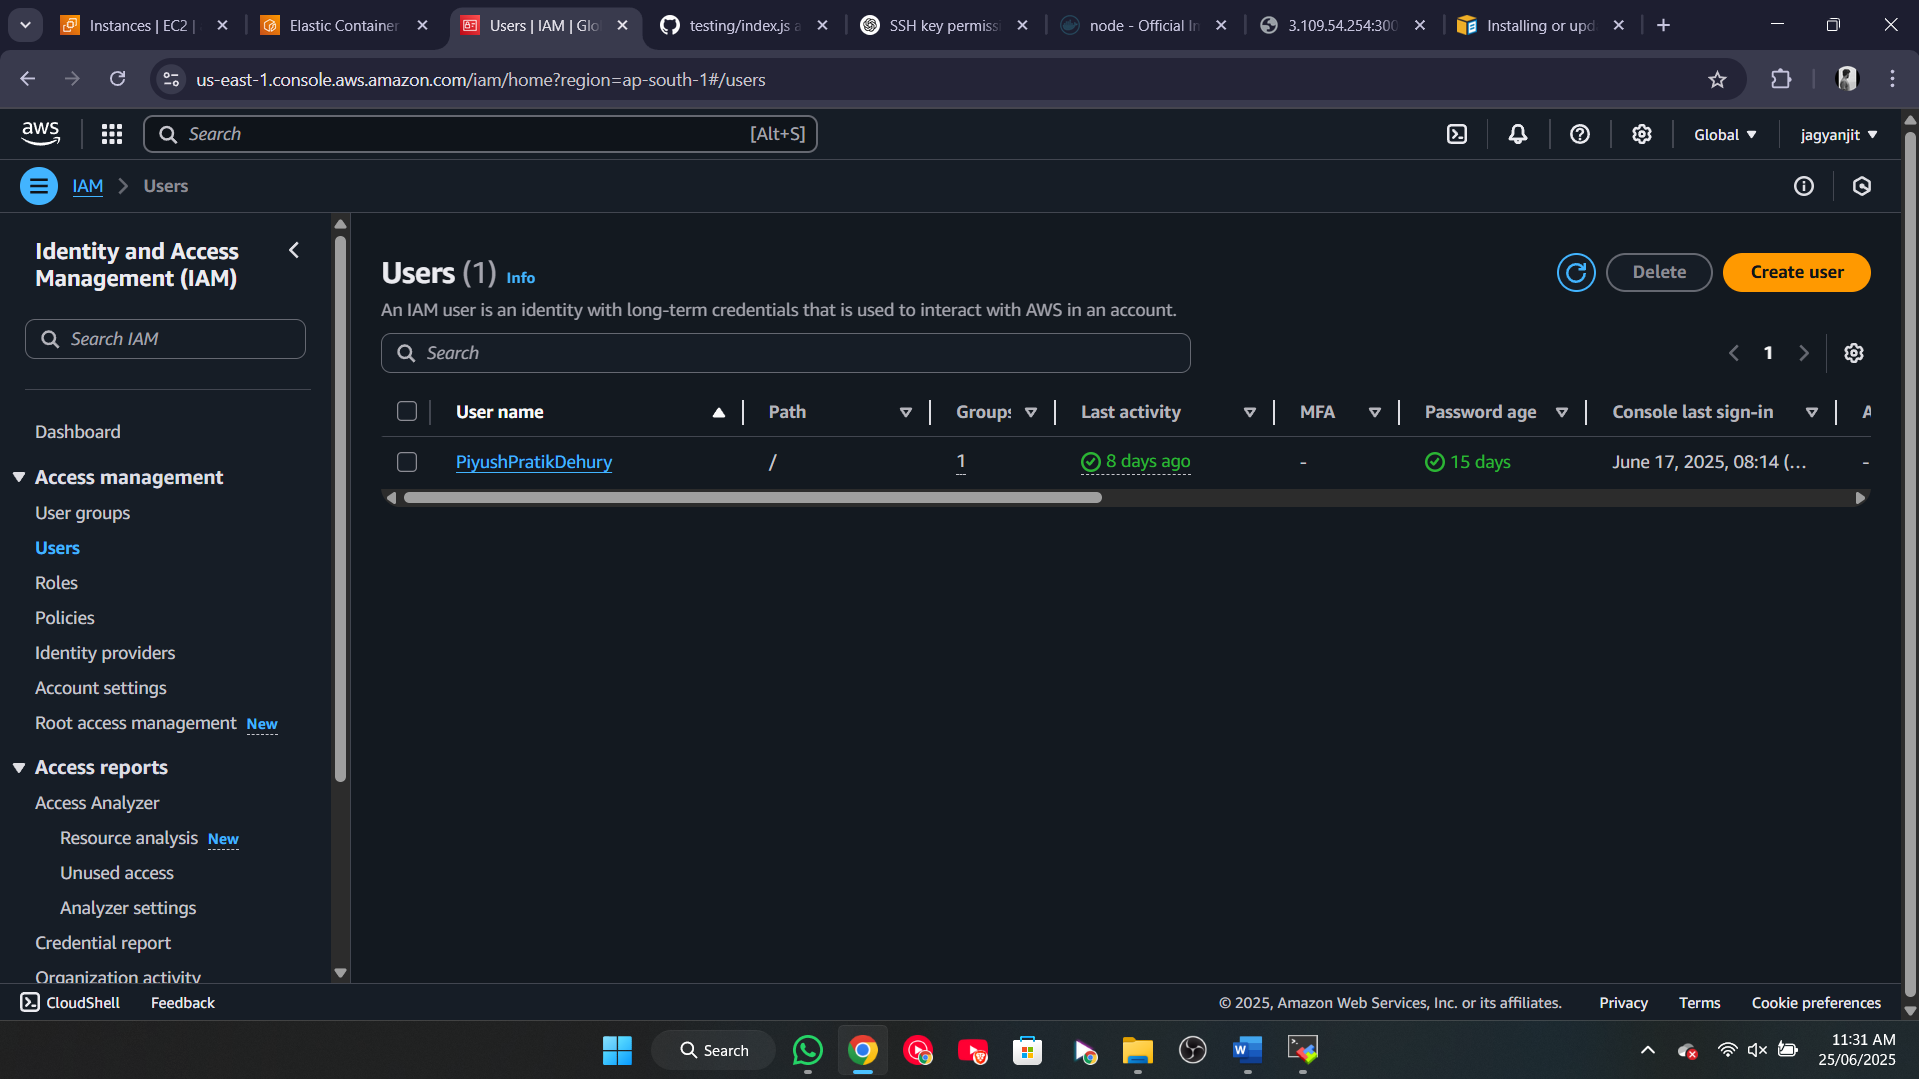 Instances | EC2 |
Elastic Container
Users | IAM | Glo
testing/index.js a
SSH key permiss
node - Official In
3.109.54.254:300
Installing or upd
us-east-1.console.aws.amazon.com/iam/home?region=ap-south-1#/users
aws
Search
[Alt+S]
Global
jagyanjit
IAM
Users
Identity and Access
Management (IAM)
Search IAM
Dashboard
Access management
User groups
Users
Roles
Policies
Identity providers
Account settings
Root access management New
Access reports
Access Analyzer
Resource analysis New
Unused access
Analyzer settings
Credential report
Organization activity
Users (1) Info
Delete
Create user
An IAM user is an identity with long-term credentials that is used to interact with AWS in an account.
Search
1
User name
Path
Groups
Last activity
MFA
Password age
Console last sign-in
A
PiyushPratikDehury
/
1
8 days ago
-
15 days
June 17, 2025, 08:14 (...
-
CloudShell
Feedback
© 2025, Amazon Web Services, Inc. or its affiliates.
Privacy
Terms
Cookie preferences
Search
11:31 AM
25/06/2025